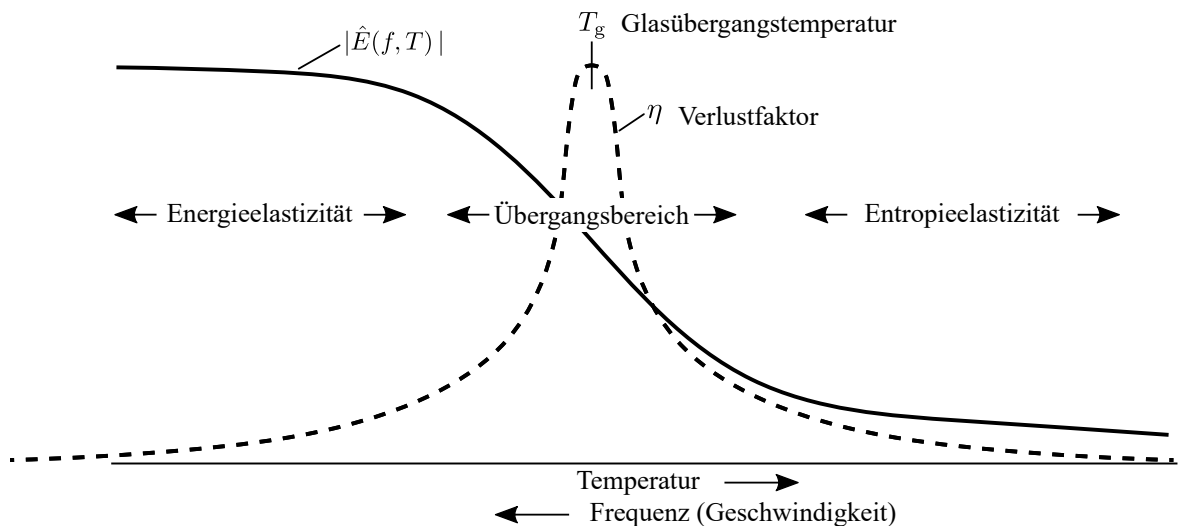 T_g Glasübergangstemperatur
|Ê(f,T)|
η Verlustfaktor
Energieelastizität
Übergangsbereich
Entropieelastizität
Temperatur
Frequenz (Geschwindigkeit)